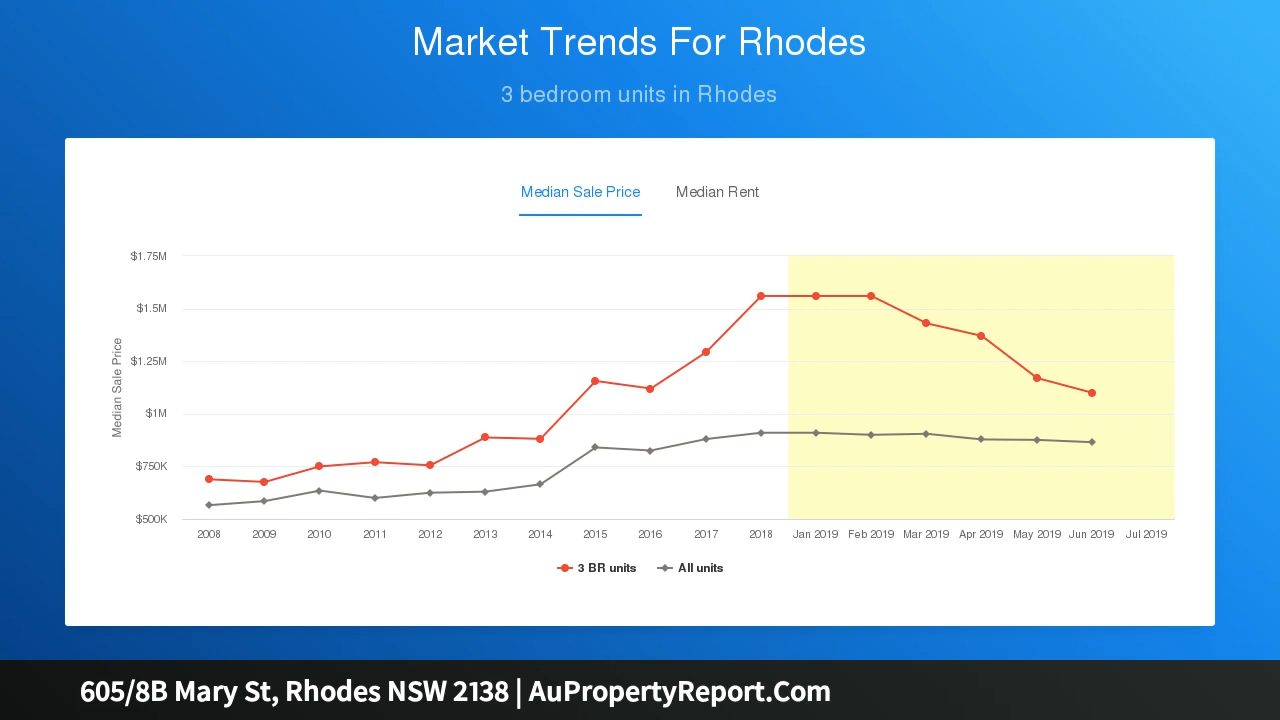 Market Trends For Rhodes
3 bedroom units in Rhodes
Median Sale Price Median Rent
Median Sale Price
$1.75M
$1.5M
$1.25M
$1M
$750K
$500K
2008 2009 2010 2011 2012 2013 2014 2015 2016 2017 2018 Jan 2019 Feb 2019 Mar 2019 Apr 2019 May 2019 Jun 2019 Jul 2019
3 BR units All units
605/8B Mary St, Rhodes NSW 2138 | AuPropertyReport.Com